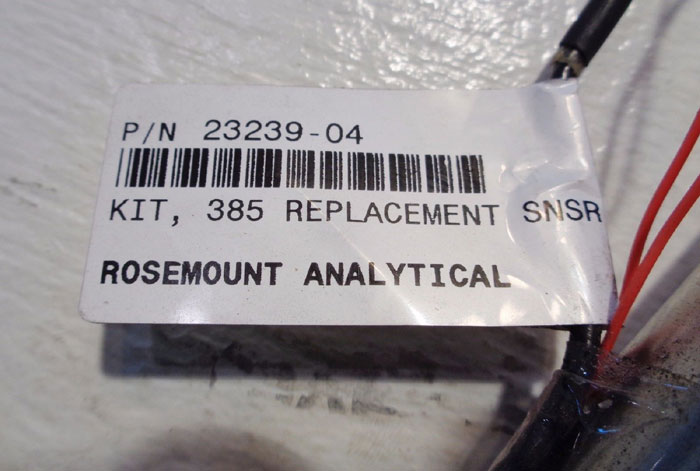 P/N 23239-04
KIT, 385 REPLACEMENT SNSR
ROSEMOUNT ANALYTICAL